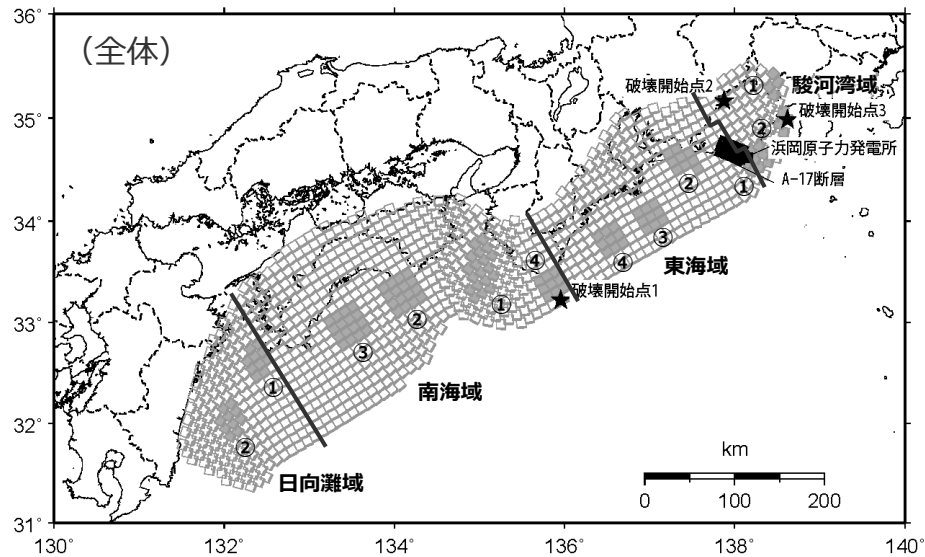 36°
（全体）
破壊開始点2
①
駿河湾域
35°
破壊開始点3
②
浜岡原子力発電所
②
①
A-17断層
34°
③
④
④
東海域
破壊開始点1
①
33°
②
③
①
南海域
32°
②
km
日向灘域
0 100 200
31°
130° 132° 134° 136° 138° 140°